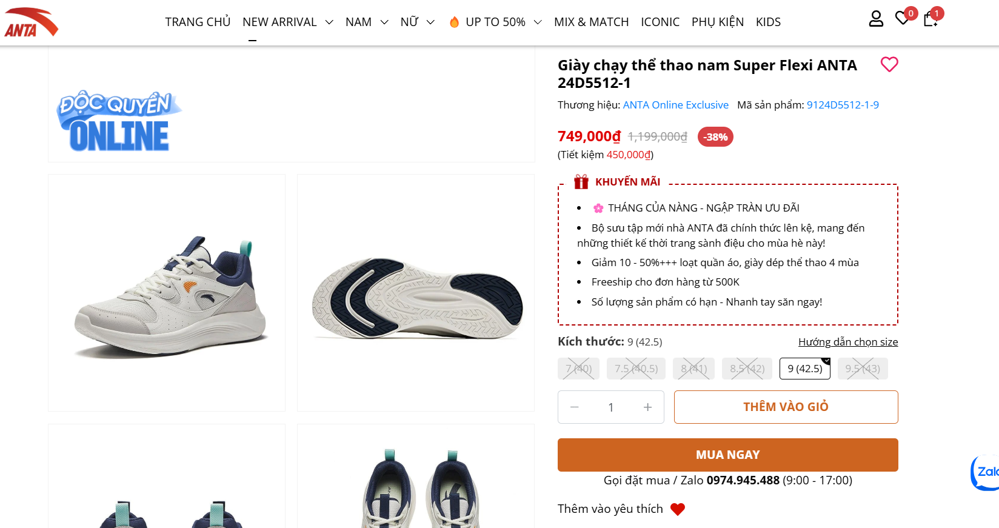 ANTA
TRANG CHỦ NEW ARRIVAL NAM NỮ UP TO 50% MIX & MATCH ICONIC PHỤ KIỆN KIDS
0
1
ĐỘC QUYỀN
ONLINE
Giày chạy thể thao nam Super Flexi ANTA
24D5512-1
Thương hiệu: ANTA Online Exclusive Mã sản phẩm: 9124D5512-1-9
749,000₫ 1,199,000₫ -38%
(Tiết kiệm 450,000₫)
KHUYẾN MÃI
THÁNG CỦA NÀNG - NGẬP TRÀN ƯU ĐÃI
Bộ sưu tập mới nhà ANTA đã chính thức lên kệ, mang đến
những thiết kế thời trang sành điệu cho mùa hè này!
Giảm 10 - 50%+++ loạt quần áo, giày dép thể thao 4 mùa
Freeship cho đơn hàng từ 500K
Số lượng sản phẩm có hạn - Nhanh tay săn ngay!
Kích thước: 9 (42.5) Hướng dẫn chọn size
7 (40) 7.5 (40.5) 8 (41) 8.5 (42) 9 (42.5) 9.5 (43)
− 1 + THÊM VÀO GIỎ
MUA NGAY
Gọi đặt mua / Zalo 0974.945.488 (9:00 - 17:00)
Thêm vào yêu thích